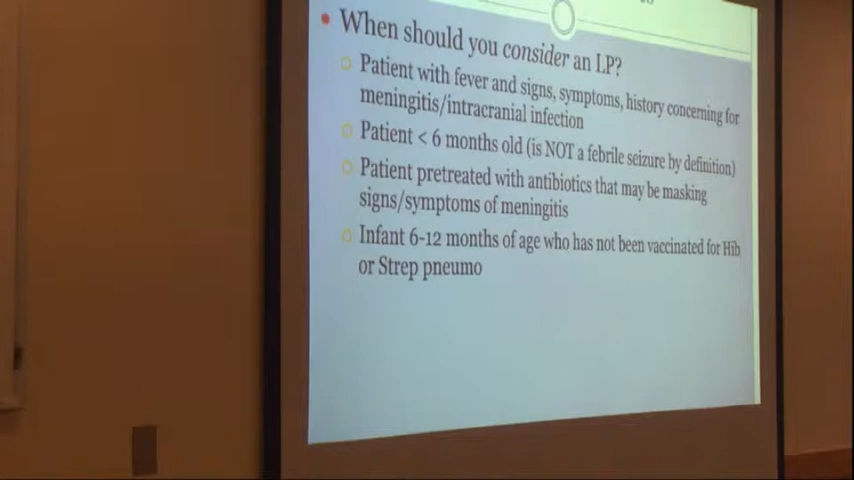 When should you consider an LP?
Patient with fever and signs, symptoms, history concerning for
meningitis/intracranial infection
Patient < 6 months old (is NOT a febrile seizure by definition)
Patient pretreated with antibiotics that may be masking
signs/symptoms of meningitis
Infant 6-12 months of age who has not been vaccinated for Hib
or Strep pneumo